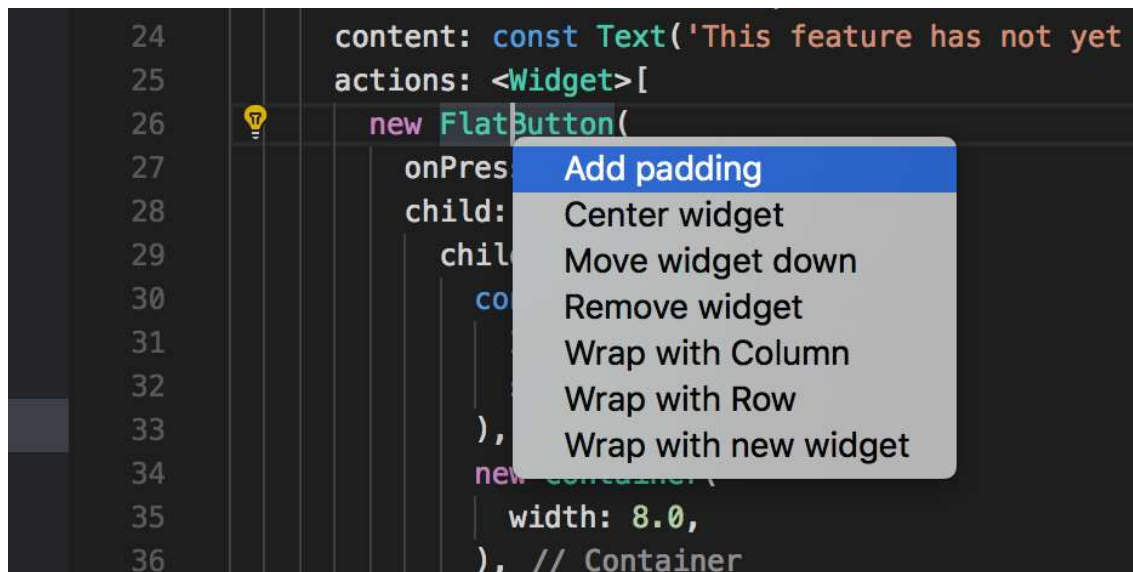 24 content: const Text('This feature has not yet
25 actions: <Widget>[
26 new FlatButton(
27 onPres
Add padding
28 child:
Center widget
29 chil
Move widget down
30 co
Remove widget
31
Wrap with Column
32
Wrap with Row
33 ),
Wrap with new widget
34 new Container(
35 width: 8.0,
36 ), // Container